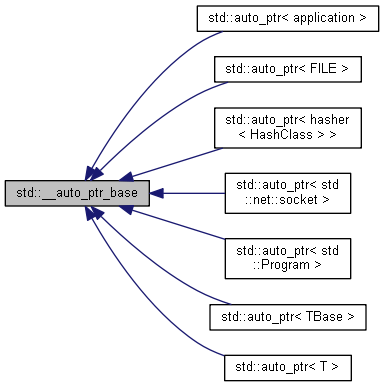 std::auto_ptr< application >
std::auto_ptr< FILE >
std::auto_ptr< hasher
< HashClass > >
std::__auto_ptr_base
std::auto_ptr< std
::net::socket >
std::auto_ptr< std
::Program >
std::auto_ptr< TBase >
std::auto_ptr< T >